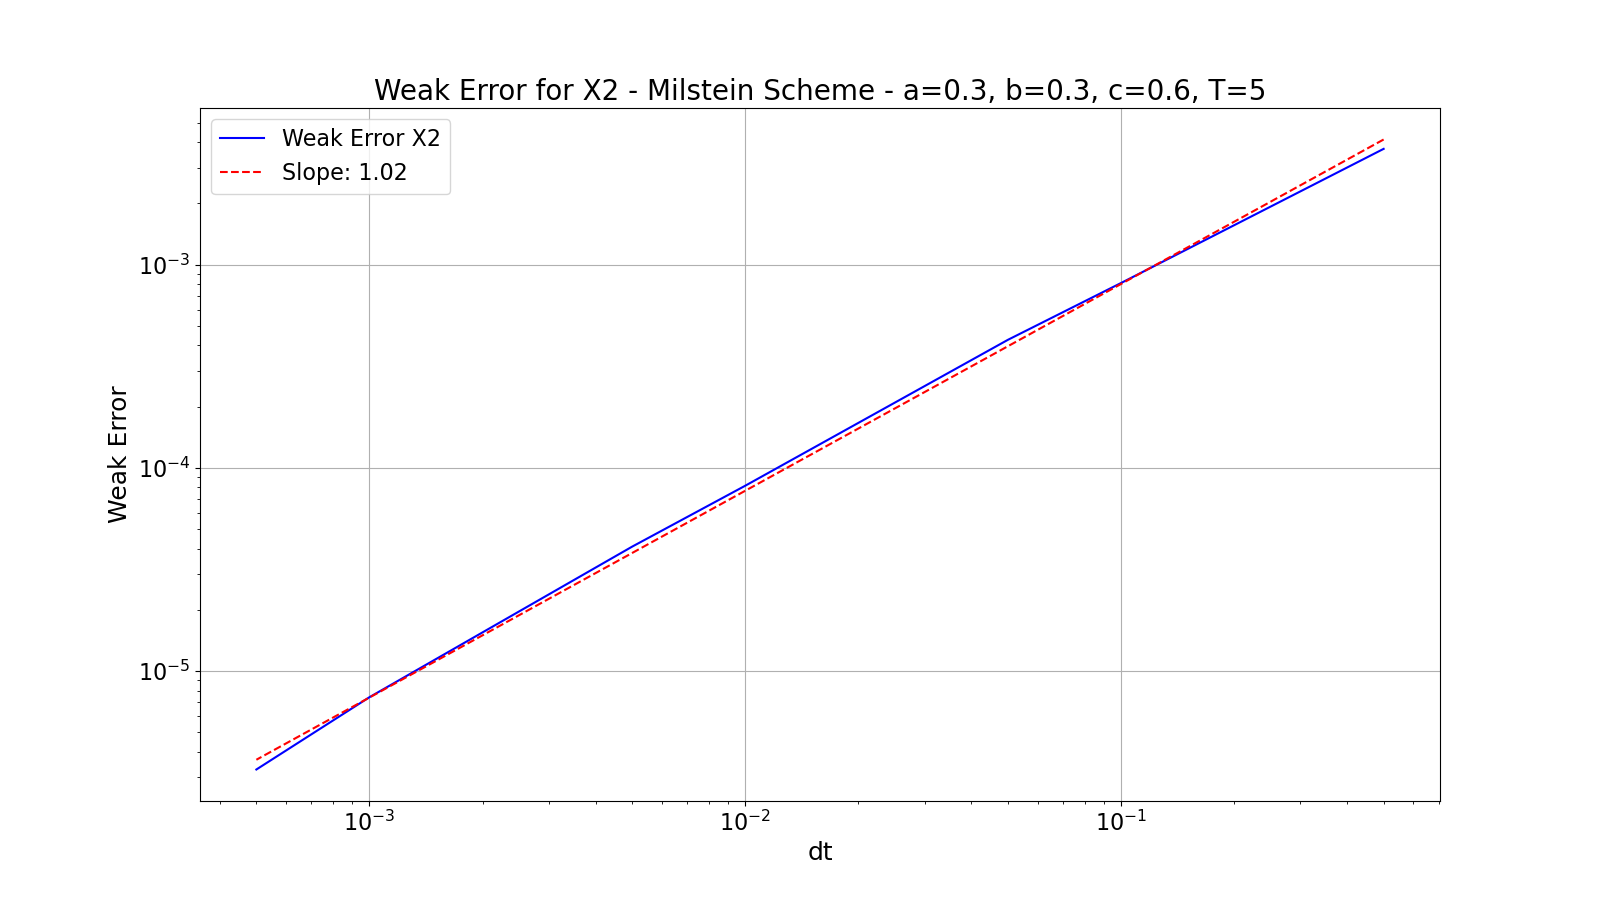 Weak Error for X2 - Milstein Scheme - a=0.3, b=0.3, c=0.6, T=5
Weak Error X2
Slope: 1.02
Weak Error
10⁻³
10⁻⁴
10⁻⁵
10⁻³ 10⁻² 10⁻¹
dt